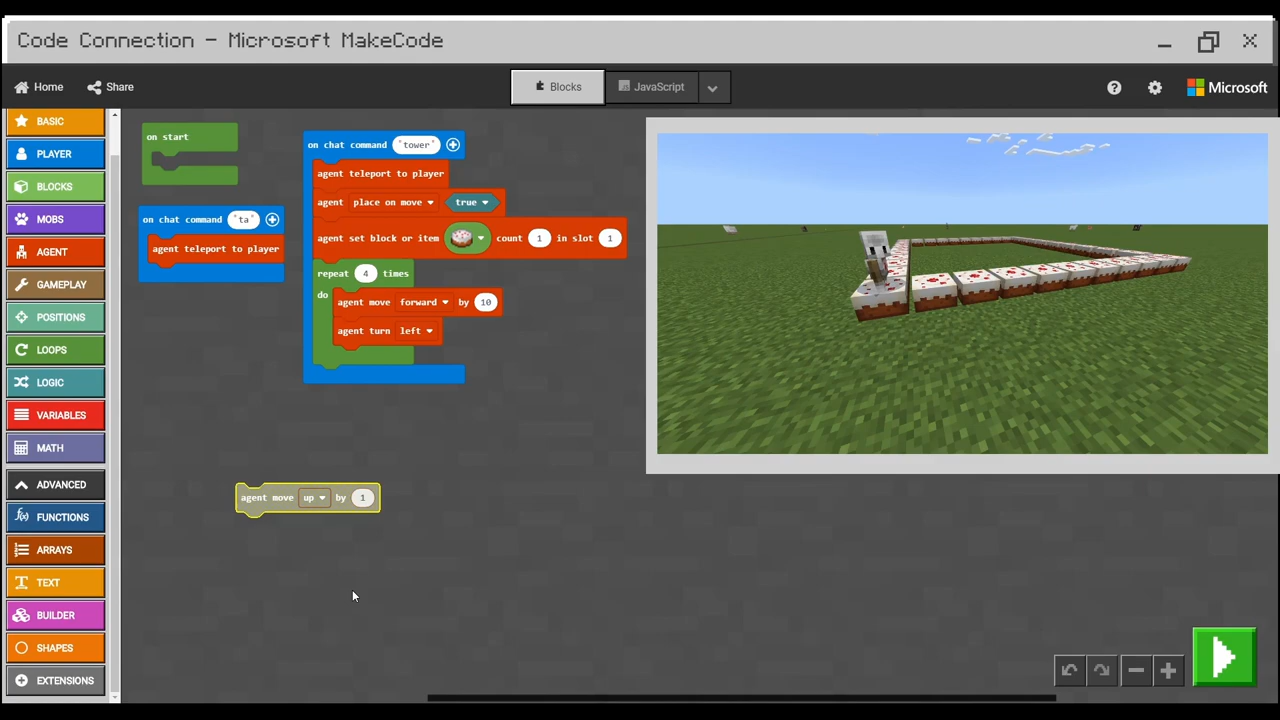 Code Connection - Microsoft MakeCode
Home
Share
Blocks
JavaScript
Microsoft
BASIC
PLAYER
BLOCKS
MOBS
AGENT
GAMEPLAY
POSITIONS
LOOPS
LOGIC
VARIABLES
MATH
ADVANCED
FUNCTIONS
ARRAYS
TEXT
BUILDER
SHAPES
EXTENSIONS
on start
on chat command "ta"
agent teleport to player
on chat command "tower"
agent teleport to player
agent place on move true
agent set block or item count 1 in slot 1
repeat 4 times
do
agent move forward by 10
agent turn left
agent move up by 1